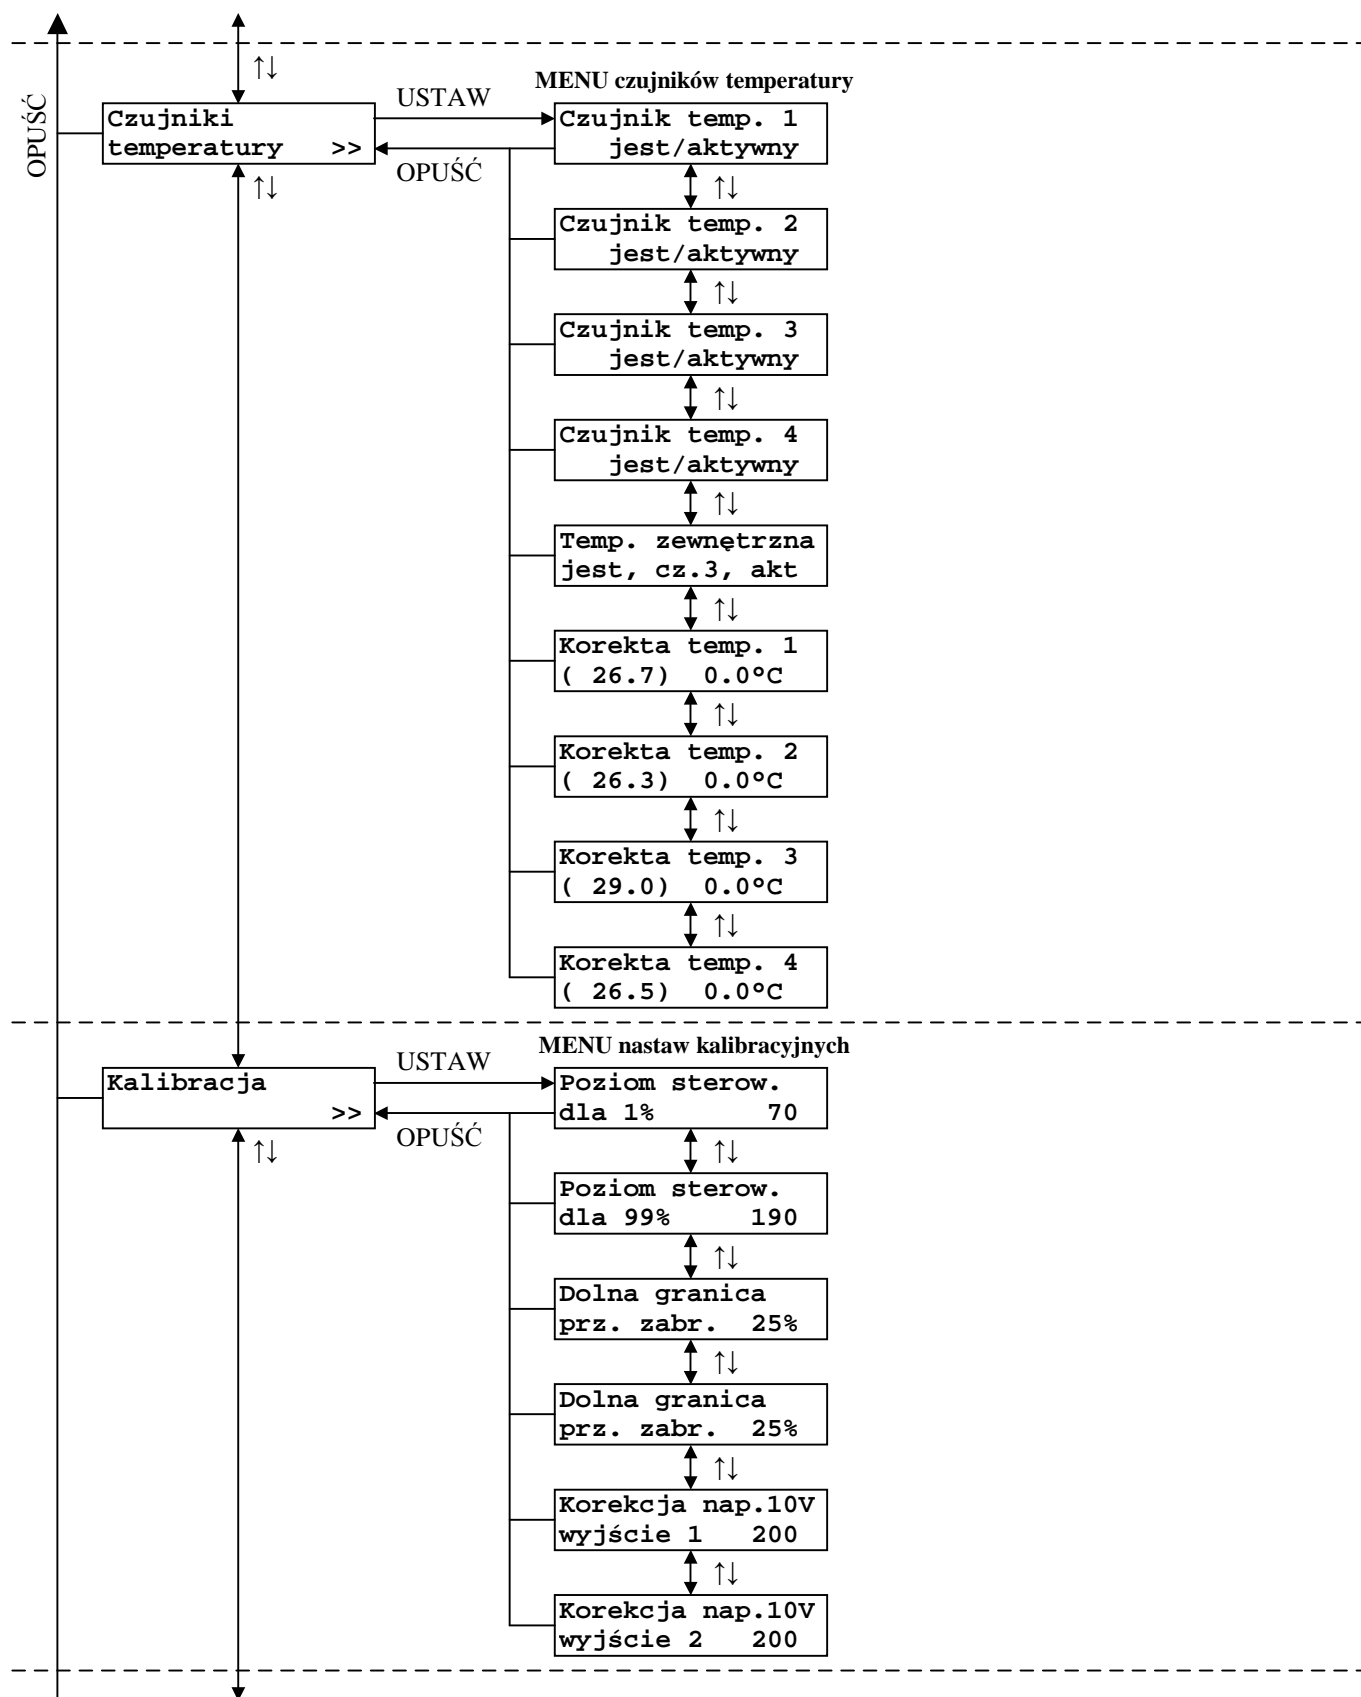 ↑↓
OPUŚĆ
MENU czujników temperatury
Czujniki
temperatury >>
USTAW
OPUŚĆ
↑↓
Czujnik temp. 1
jest/aktywny
↑↓
Czujnik temp. 2
jest/aktywny
↑↓
Czujnik temp. 3
jest/aktywny
↑↓
Czujnik temp. 4
jest/aktywny
↑↓
Temp. zewnętrzna
jest, cz.3, akt
↑↓
Korekta temp. 1
( 26.7) 0.0°C
↑↓
Korekta temp. 2
( 26.3) 0.0°C
↑↓
Korekta temp. 3
( 29.0) 0.0°C
↑↓
Korekta temp. 4
( 26.5) 0.0°C
MENU nastaw kalibracyjnych
Kalibracja
>>
USTAW
OPUŚĆ
↑↓
Poziom sterow.
dla 1% 70
↑↓
Poziom sterow.
dla 99% 190
↑↓
Dolna granica
prz. zabr. 25%
↑↓
Dolna granica
prz. zabr. 25%
↑↓
Korekcja nap.10V
wyjście 1 200
↑↓
Korekcja nap.10V
wyjście 2 200